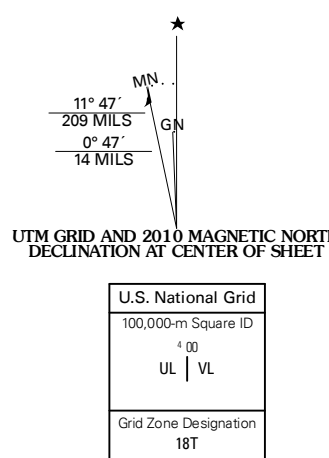 ★
MN
11° 47´
209 MILS
GN
0° 47´
14 MILS
UTM GRID AND 2010 MAGNETIC NORTH
DECLINATION AT CENTER OF SHEET
U.S. National Grid
100,000-m Square ID
4 00
UL | VL
Grid Zone Designation
18T